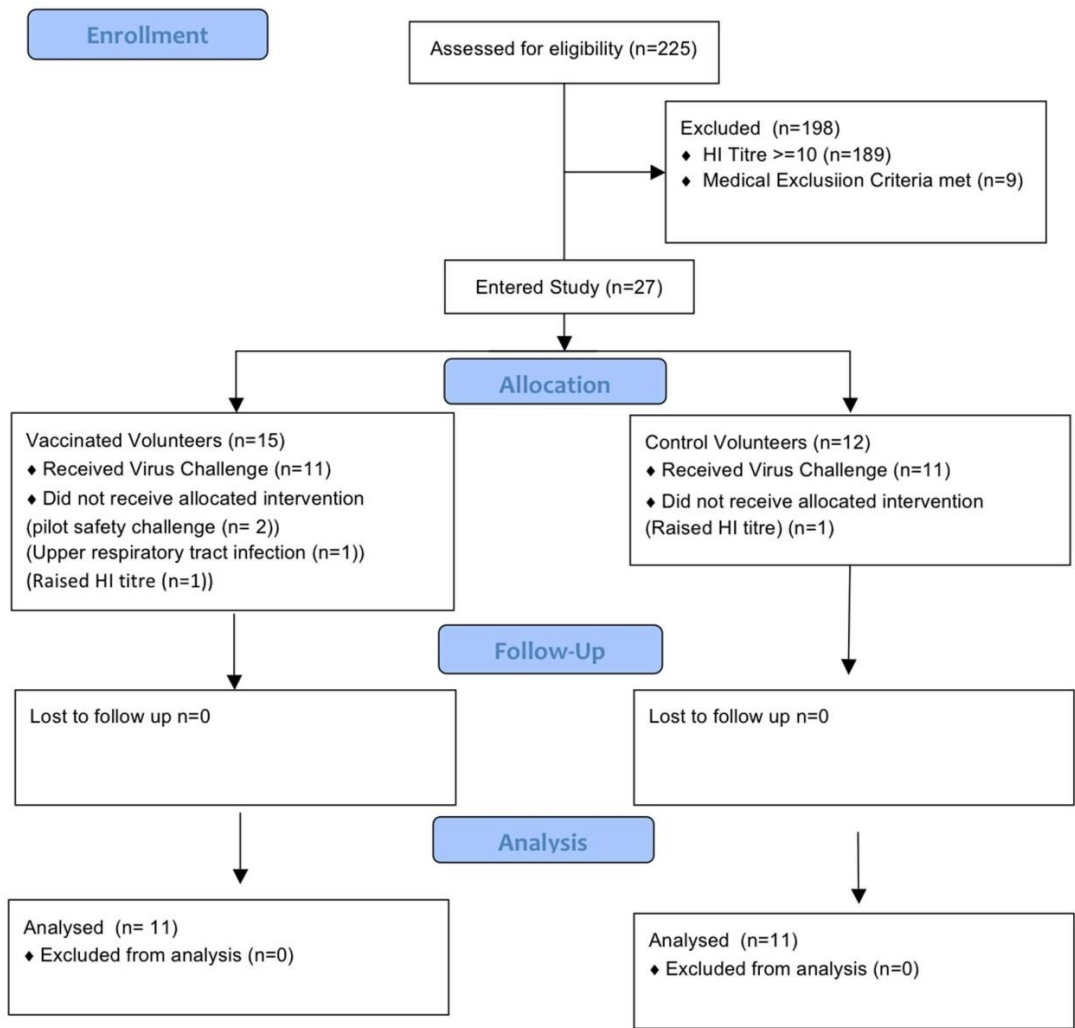 Enrollment
Assessed for eligibility (n=225)
Excluded (n=198)
♦ HI Titre >=10 (n=189)
♦ Medical Exclusiion Criteria met (n=9)
Entered Study (n=27)
Allocation
Vaccinated Volunteers (n=15)
♦ Received Virus Challenge (n=11)
♦ Did not receive allocated intervention
(pilot safety challenge (n= 2))
(Upper respiratory tract infection (n=1))
(Raised HI titre (n=1))
Control Volunteers (n=12)
♦ Received Virus Challenge (n=11)
♦ Did not receive allocated intervention
(Raised HI titre) (n=1)
Follow-Up
Lost to follow up n=0
Lost to follow up n=0
Analysis
Analysed (n= 11)
♦ Excluded from analysis (n=0)
Analysed (n=11)
♦ Excluded from analysis (n=0)